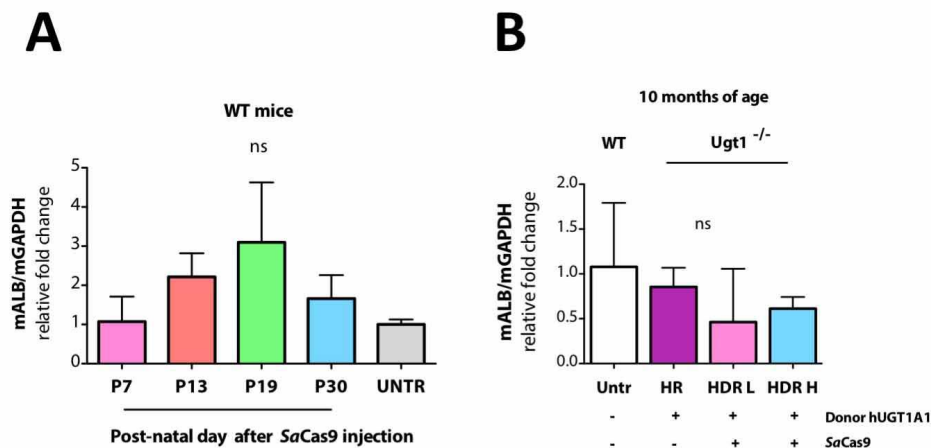 A
WT mice
ns
mALB/mGAPDH
relative fold change
5
4
3
2
1
0
P7 P13 P19 P30 UNTR
Post-natal day after SaCas9 injection
B
10 months of age
WT Ugt1 -/-
ns
mALB/mGAPDH
relative fold change
2.0
1.5
1.0
0.5
0.0
Untr HR HDR L HDR H
- + + + Donor hUGT1A1
- - + + SaCas9